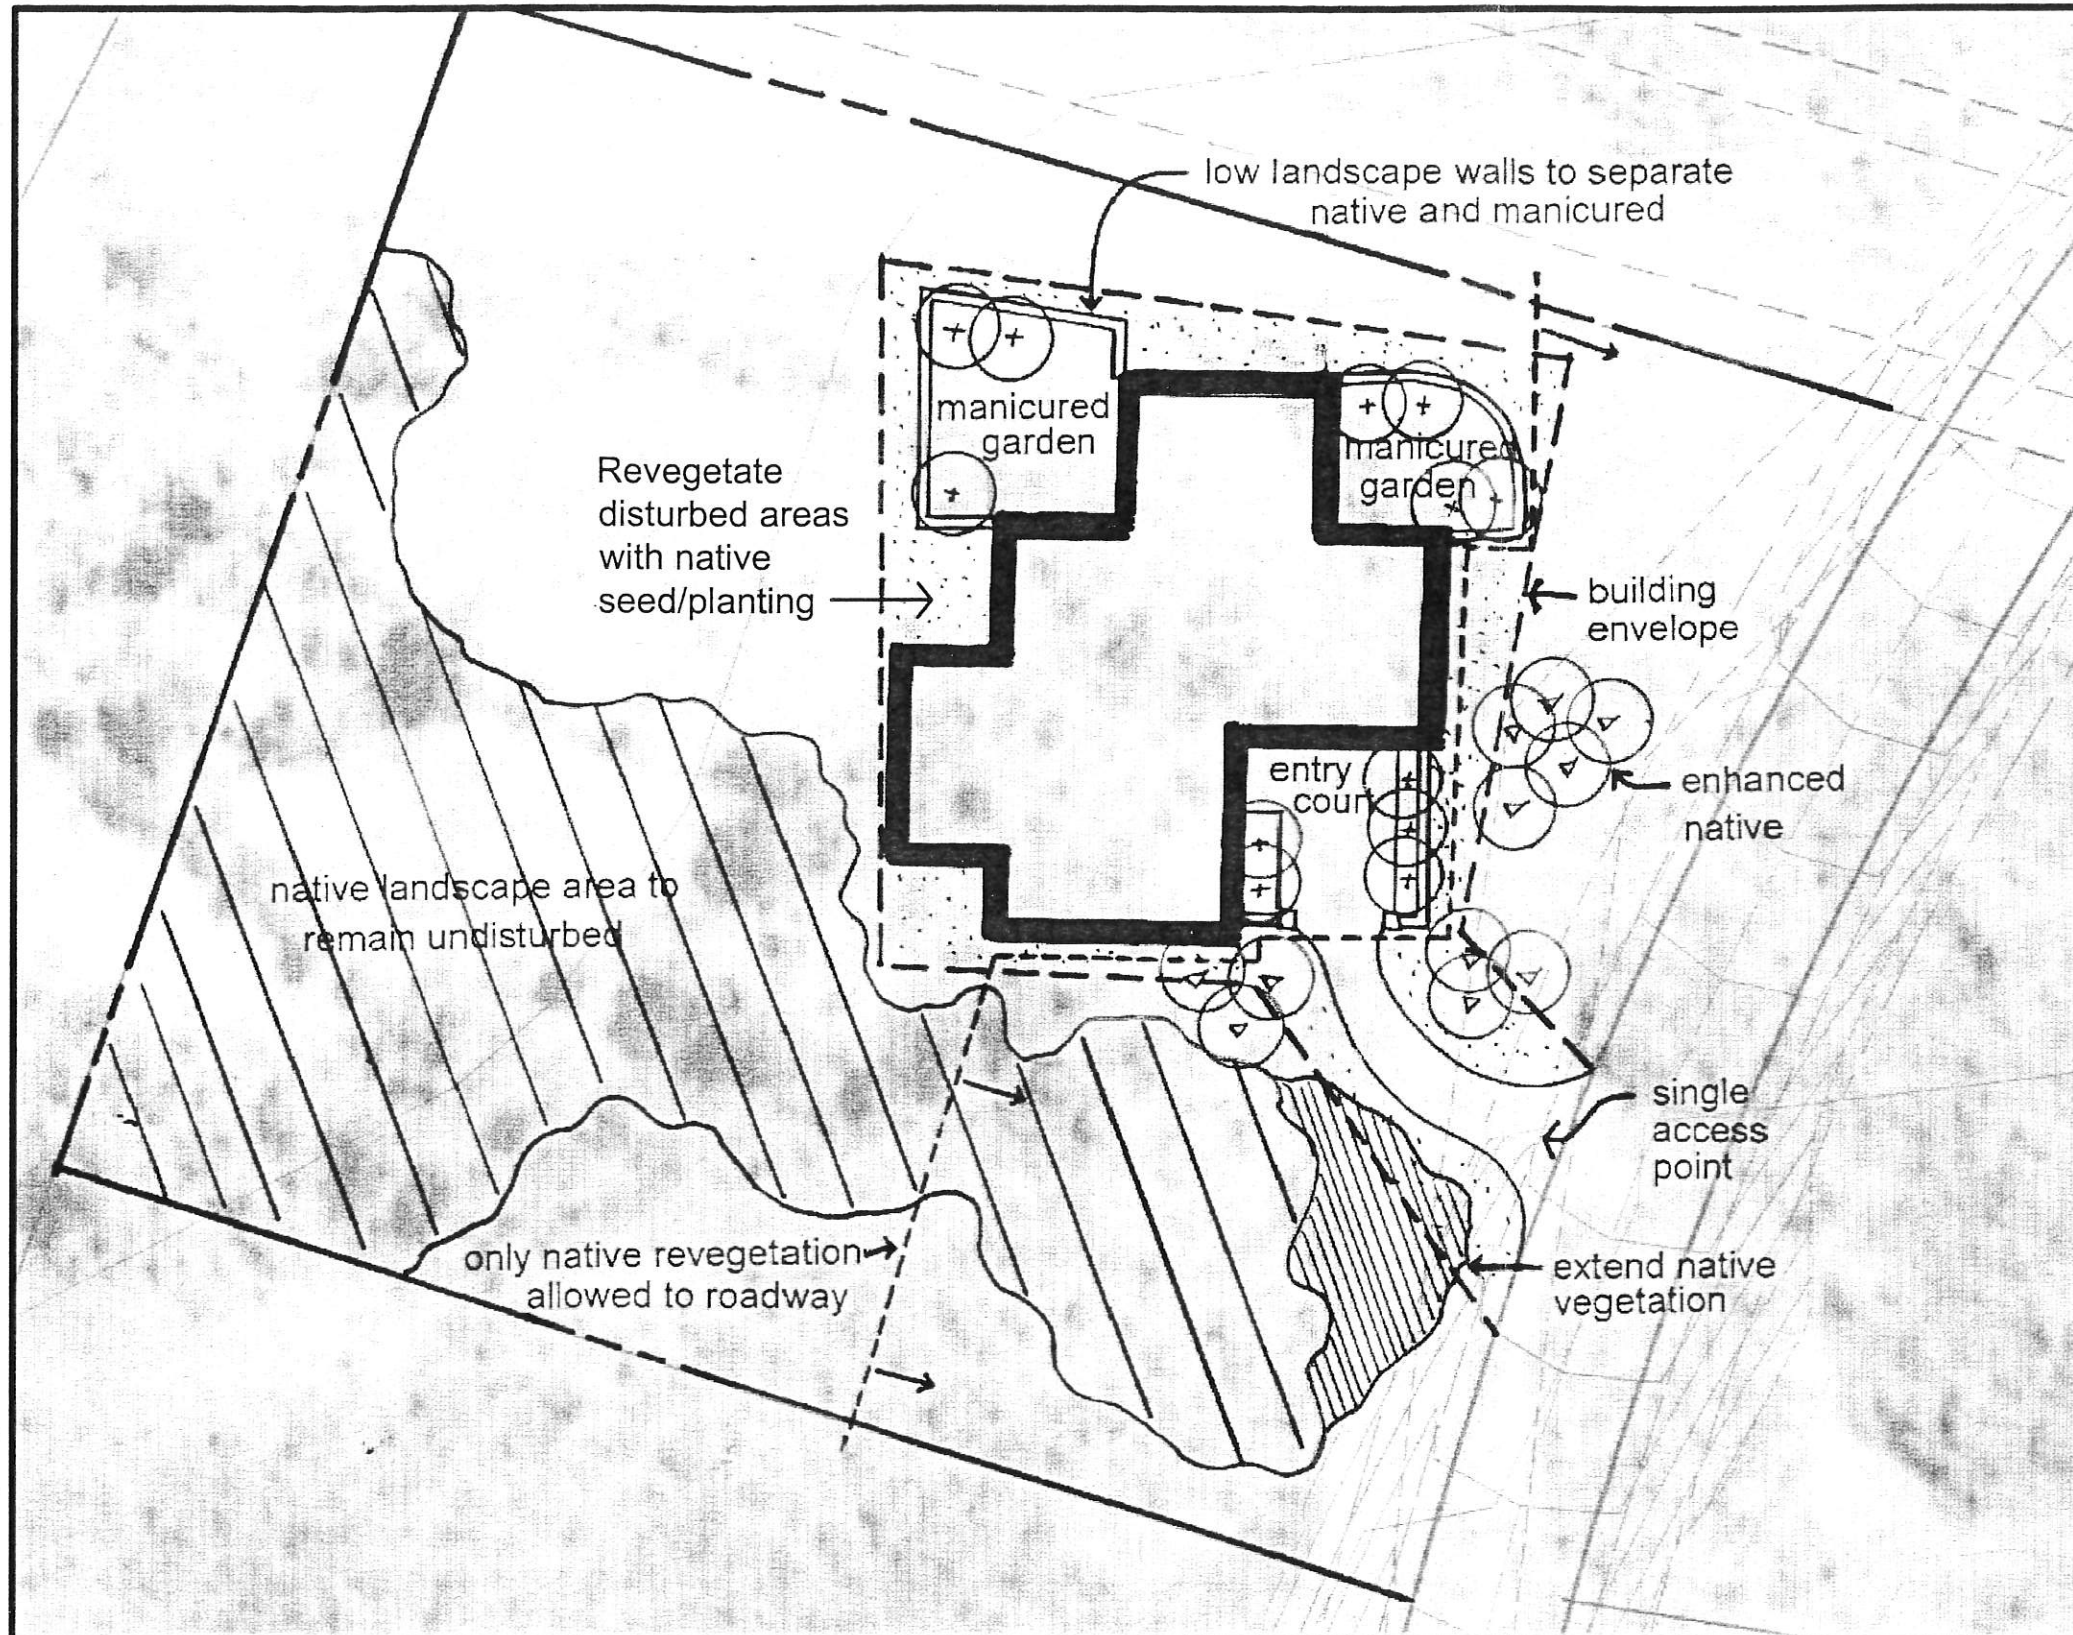 low landscape walls to separate
native and manicured
manicured
garden
manicured
garden
Revegetate
disturbed areas
with native
seed/planting
building
envelope
entry
court
enhanced
native
native landscape area to
remain undisturbed
single
access
point
only native revegetation
allowed to roadway
extend native
vegetation